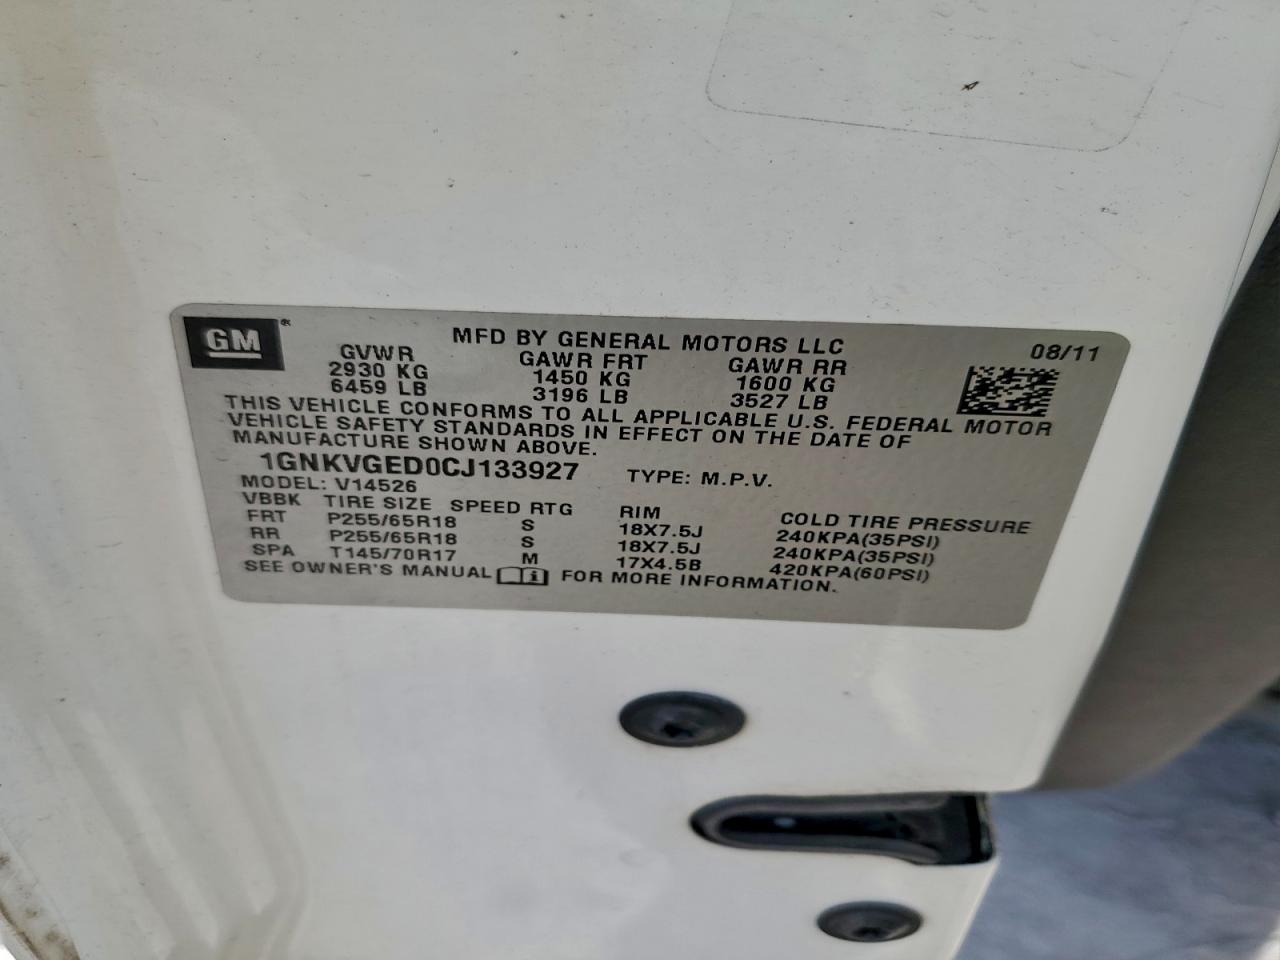 GM®
MFD BY GENERAL MOTORS LLC 08/11
GVWR GAWR FRT GAWR RR
2930 KG 1450 KG 1600 KG
6459 LB 3196 LB 3527 LB
THIS VEHICLE CONFORMS TO ALL APPLICABLE U.S. FEDERAL MOTOR
VEHICLE SAFETY STANDARDS IN EFFECT ON THE DATE OF
MANUFACTURE SHOWN ABOVE.
1GNKVGED0CJ133927 TYPE: M.P.V.
MODEL: V14526
VBBK TIRE SIZE SPEED RTG RIM COLD TIRE PRESSURE
FRT P255/65R18 S 18X7.5J 240KPA(35PSI)
RR P255/65R18 S 18X7.5J 240KPA(35PSI)
SPA T145/70R17 M 17X4.5B 420KPA(60PSI)
SEE OWNER'S MANUAL i FOR MORE INFORMATION.